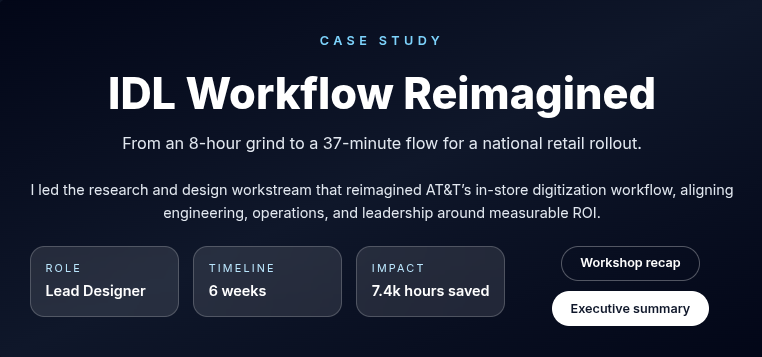 CASE STUDY
IDL Workflow Reimagined
From an 8-hour grind to a 37-minute flow for a national retail rollout.
I led the research and design workstream that reimagined AT&T’s in-store digitization workflow, aligning
engineering, operations, and leadership around measurable ROI.
ROLE
Lead Designer
TIMELINE
6 weeks
IMPACT
7.4k hours saved
Workshop recap
Executive summary